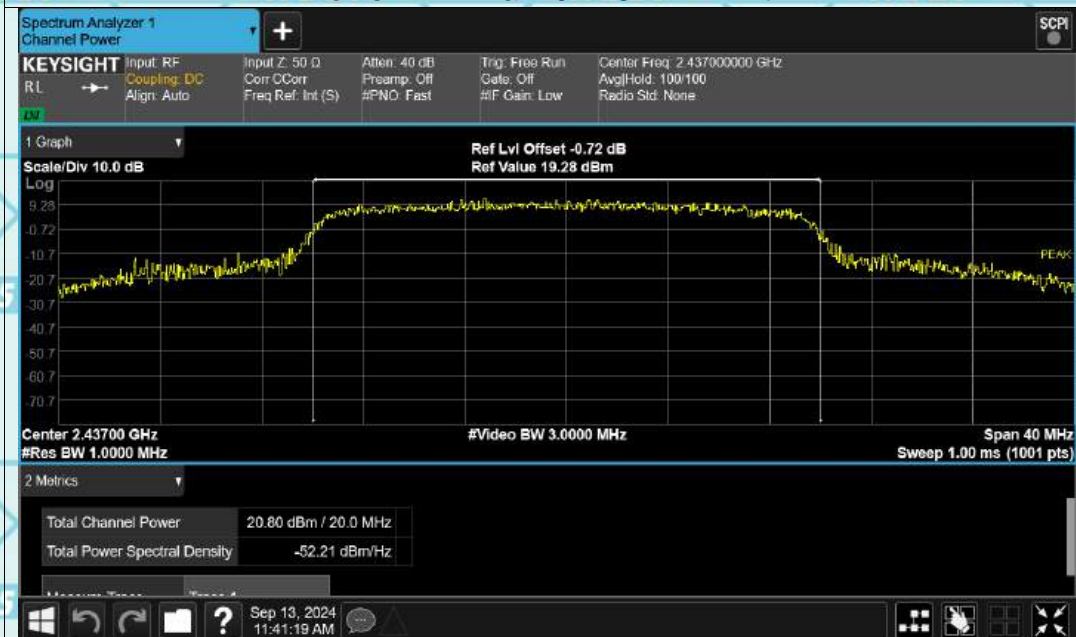 Spectrum Analyzer 1
Channel Power
+
SCPI
KEYSIGHT
RL
LXI
Input: RF
Coupling: DC
Align: Auto
Input Z: 50 Ω
Corr CCorr
Freq Ref: Int (S)
Atten: 40 dB
Preamp: Off
#PNO: Fast
Trig: Free Run
Gate: Off
#IF Gain: Low
Center Freq: 2.437000000 GHz
Avg|Hold: 100/100
Radio Std: None
1 Graph
Scale/Div 10.0 dB
Ref Lvl Offset -0.72 dB
Ref Value 19.28 dBm
Log
9.28
-0.72
-10.7
-20.7
-30.7
-40.7
-50.7
-60.7
-70.7
PEAK
Center 2.43700 GHz
#Res BW 1.0000 MHz
#Video BW 3.0000 MHz
Span 40 MHz
Sweep 1.00 ms (1001 pts)
2 Metrics
Total Channel Power 20.80 dBm / 20.0 MHz
Total Power Spectral Density -52.21 dBm/Hz
?
Sep 13, 2024
11:41:19 AM